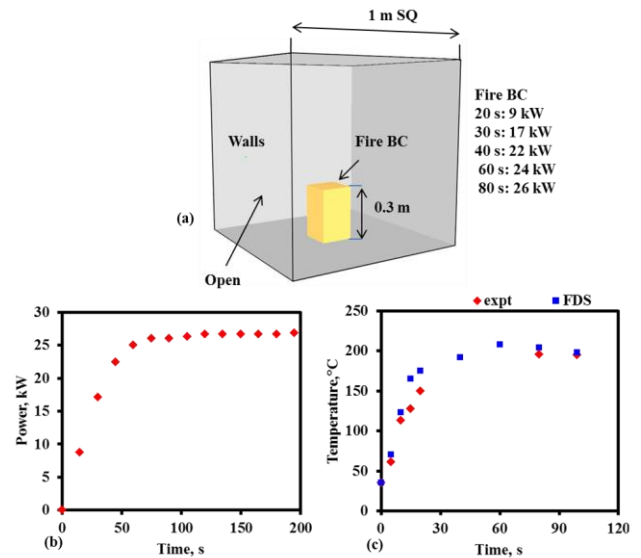 1 m SQ
Fire BC
20 s: 9 kW
30 s: 17 kW
40 s: 22 kW
60 s: 24 kW
80 s: 26 kW
Walls
Fire BC
0.3 m
(a)
Open
expt FDS
30
25
20
15
10
5
0
Power, kW
0 50 100 150 200
(b) Time, s
250
200
150
100
50
0
Temperature,°C
0 30 60 90 120
(c) Time, s